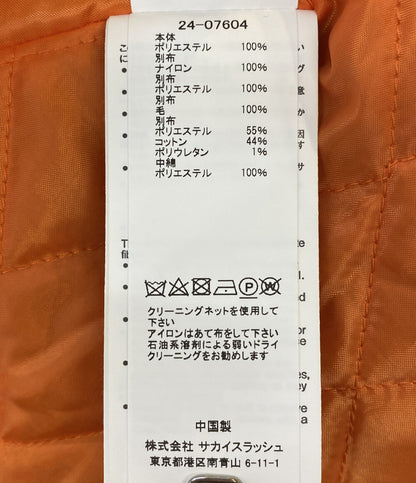 24-07604
本体
ポリエステル 100%
別布
ナイロン 100%
別布
ポリエステル 100%
別布
毛 100%
別布
ポリエステル 55%
コットン 44%
ポリウレタン 1%
中綿
ポリエステル 100%
クリーニングネットを使用して
下さい
アイロンはあて布をして下さい
石油系溶剤による弱いドライ
クリーニングをお勧めします
中国製
株式会社 サカイスラッシュ
東京都港区南青山 6-11-1